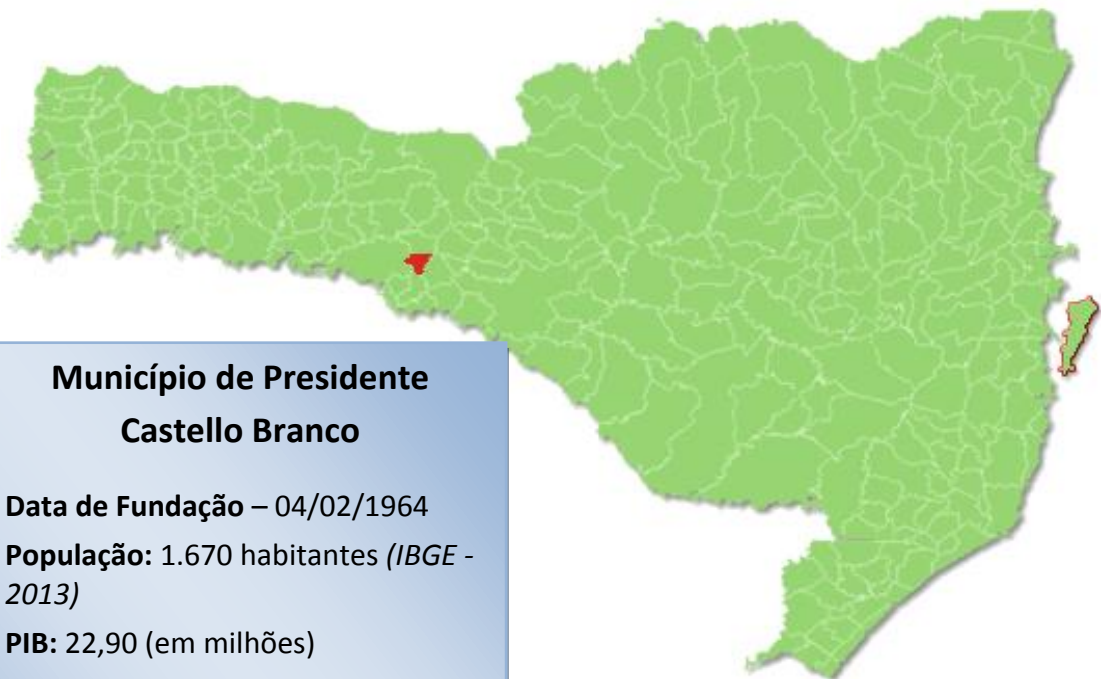 Município de Presidente
Castello Branco
Data de Fundação – 04/02/1964
População: 1.670 habitantes (IBGE -
2013)
PIB: 22,90 (em milhões)